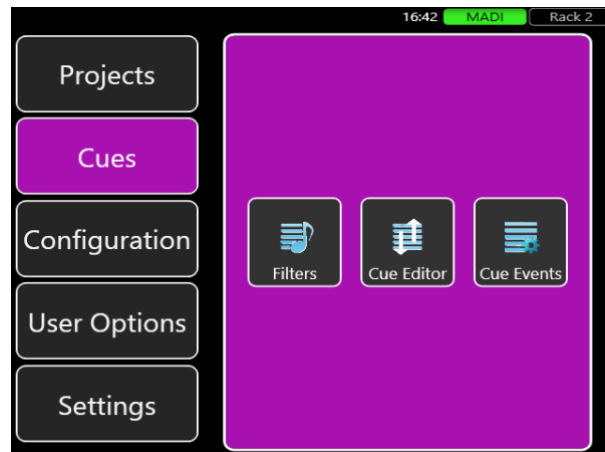 16:42 MADI Rack 2
Projects
Cues
Configuration
User Options
Settings
Filters
Cue Editor
Cue Events